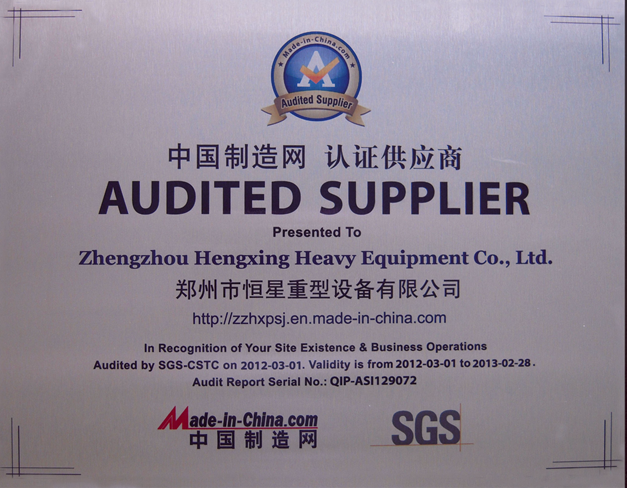 Made-in-China.com
A
Audited Supplier
中国制造网 认证供应商
AUDITED SUPPLIER
Presented To
Zhengzhou Hengxing Heavy Equipment Co., Ltd.
郑州市恒星重型设备有限公司
http://zzhxpsj.en.made-in-china.com
In Recognition of Your Site Existence & Business Operations
Audited by SGS-CSTC on 2012-03-01. Validity is from 2012-03-01 to 2013-02-28.
Audit Report Serial No.: QIP-ASI129072
Made-in-China.com
中国制造网
SGS